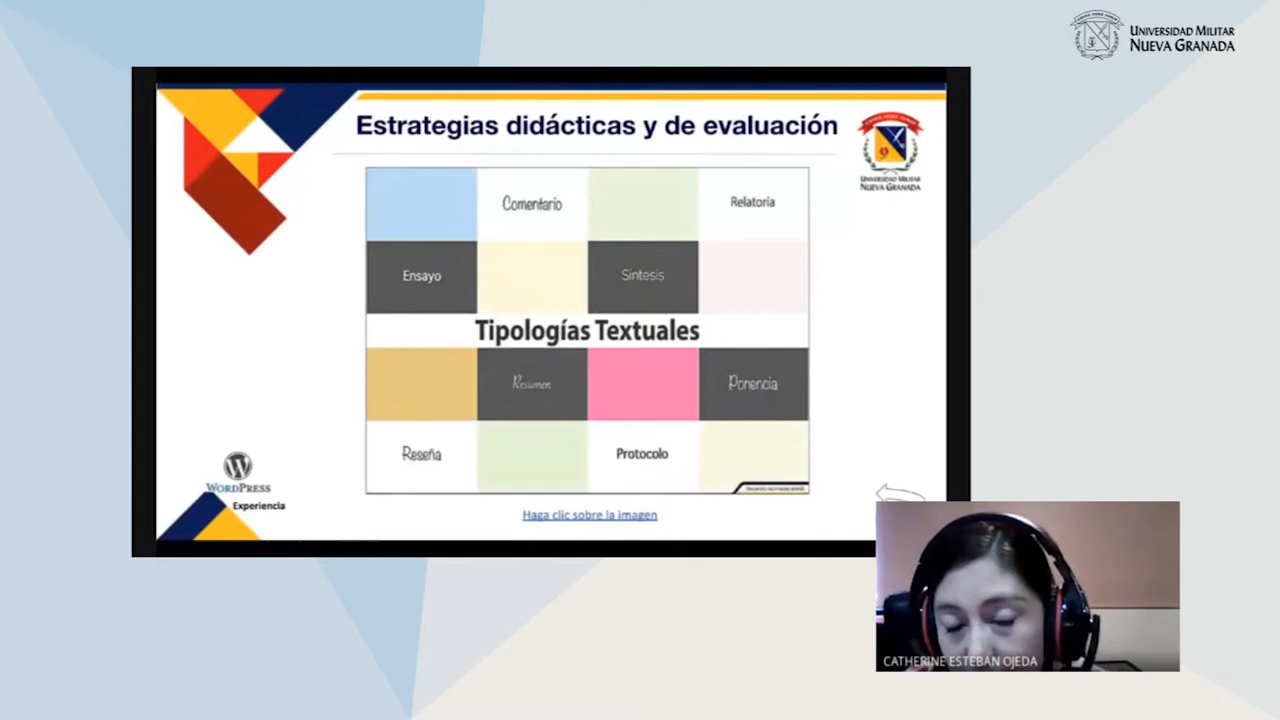 UNIVERSIDAD MILITAR
NUEVA GRANADA
Estrategias didácticas y de evaluación
UNIVERSIDAD MILITAR
NUEVA GRANADA
Comentario
Relatoría
Ensayo
Síntesis
Tipologías Textuales
Resumen
Ponencia
Reseña
Protocolo
WORDPRESS
Experiencia
Haga clic sobre la imagen
CATHERINE ESTEBAN OJEDA